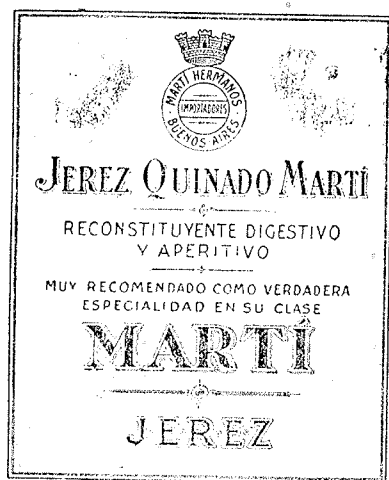 MARTÍ HERMANOS
IMPORTADORES
BUENOS AIRES
JEREZ QUINADO MARTÍ
RECONSTITUYENTE DIGESTIVO
Y APERITIVO
MUY RECOMENDADO COMO VERDADERA
ESPECIALIDAD EN SU CLASE
MARTÍ
JEREZ